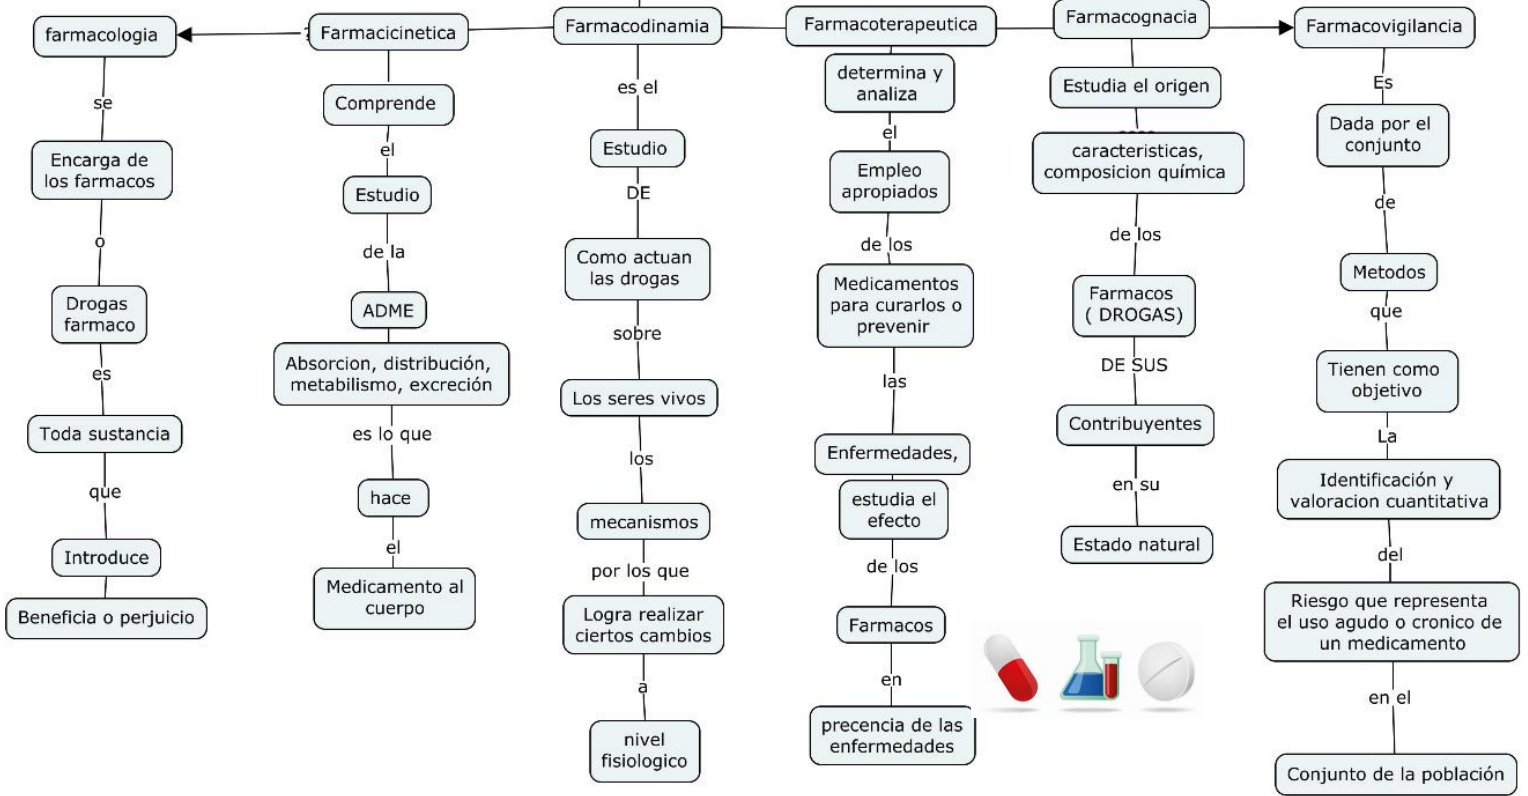 farmacologia
se
Encarga de
los farmacos
o
Drogas
farmaco
es
Toda sustancia
que
Introduce
Beneficia o perjuicio
Farmacicinetica
Comprende
el
Estudio
de la
ADME
Absorcion, distribución,
metabilismo, excreción
es lo que
hace
el
Medicamento al
cuerpo
Farmacodinamia
es el
Estudio
DE
Como actuan
las drogas
sobre
Los seres vivos
los
mecanismos
por los que
Logra realizar
ciertos cambios
a
nivel
fisiologico
Farmacoterapeutica
determina y
analiza
el
Empleo
apropiados
de los
Medicamentos
para curarlos o
prevenir
las
Enfermedades,
estudia el
efecto
de los
Farmacos
en
precencia de las
enfermedades
Farmacognacia
Estudia el origen
caracteristicas,
composicion química
de los
Farmacos
( DROGAS)
DE SUS
Contribuyentes
en su
Estado natural
Farmacovigilancia
Es
Dada por el
conjunto
de
Metodos
que
Tienen como
objetivo
La
Identificación y
valoracion cuantitativa
del
Riesgo que representa
el uso agudo o cronico de
un medicamento
en el
Conjunto de la población